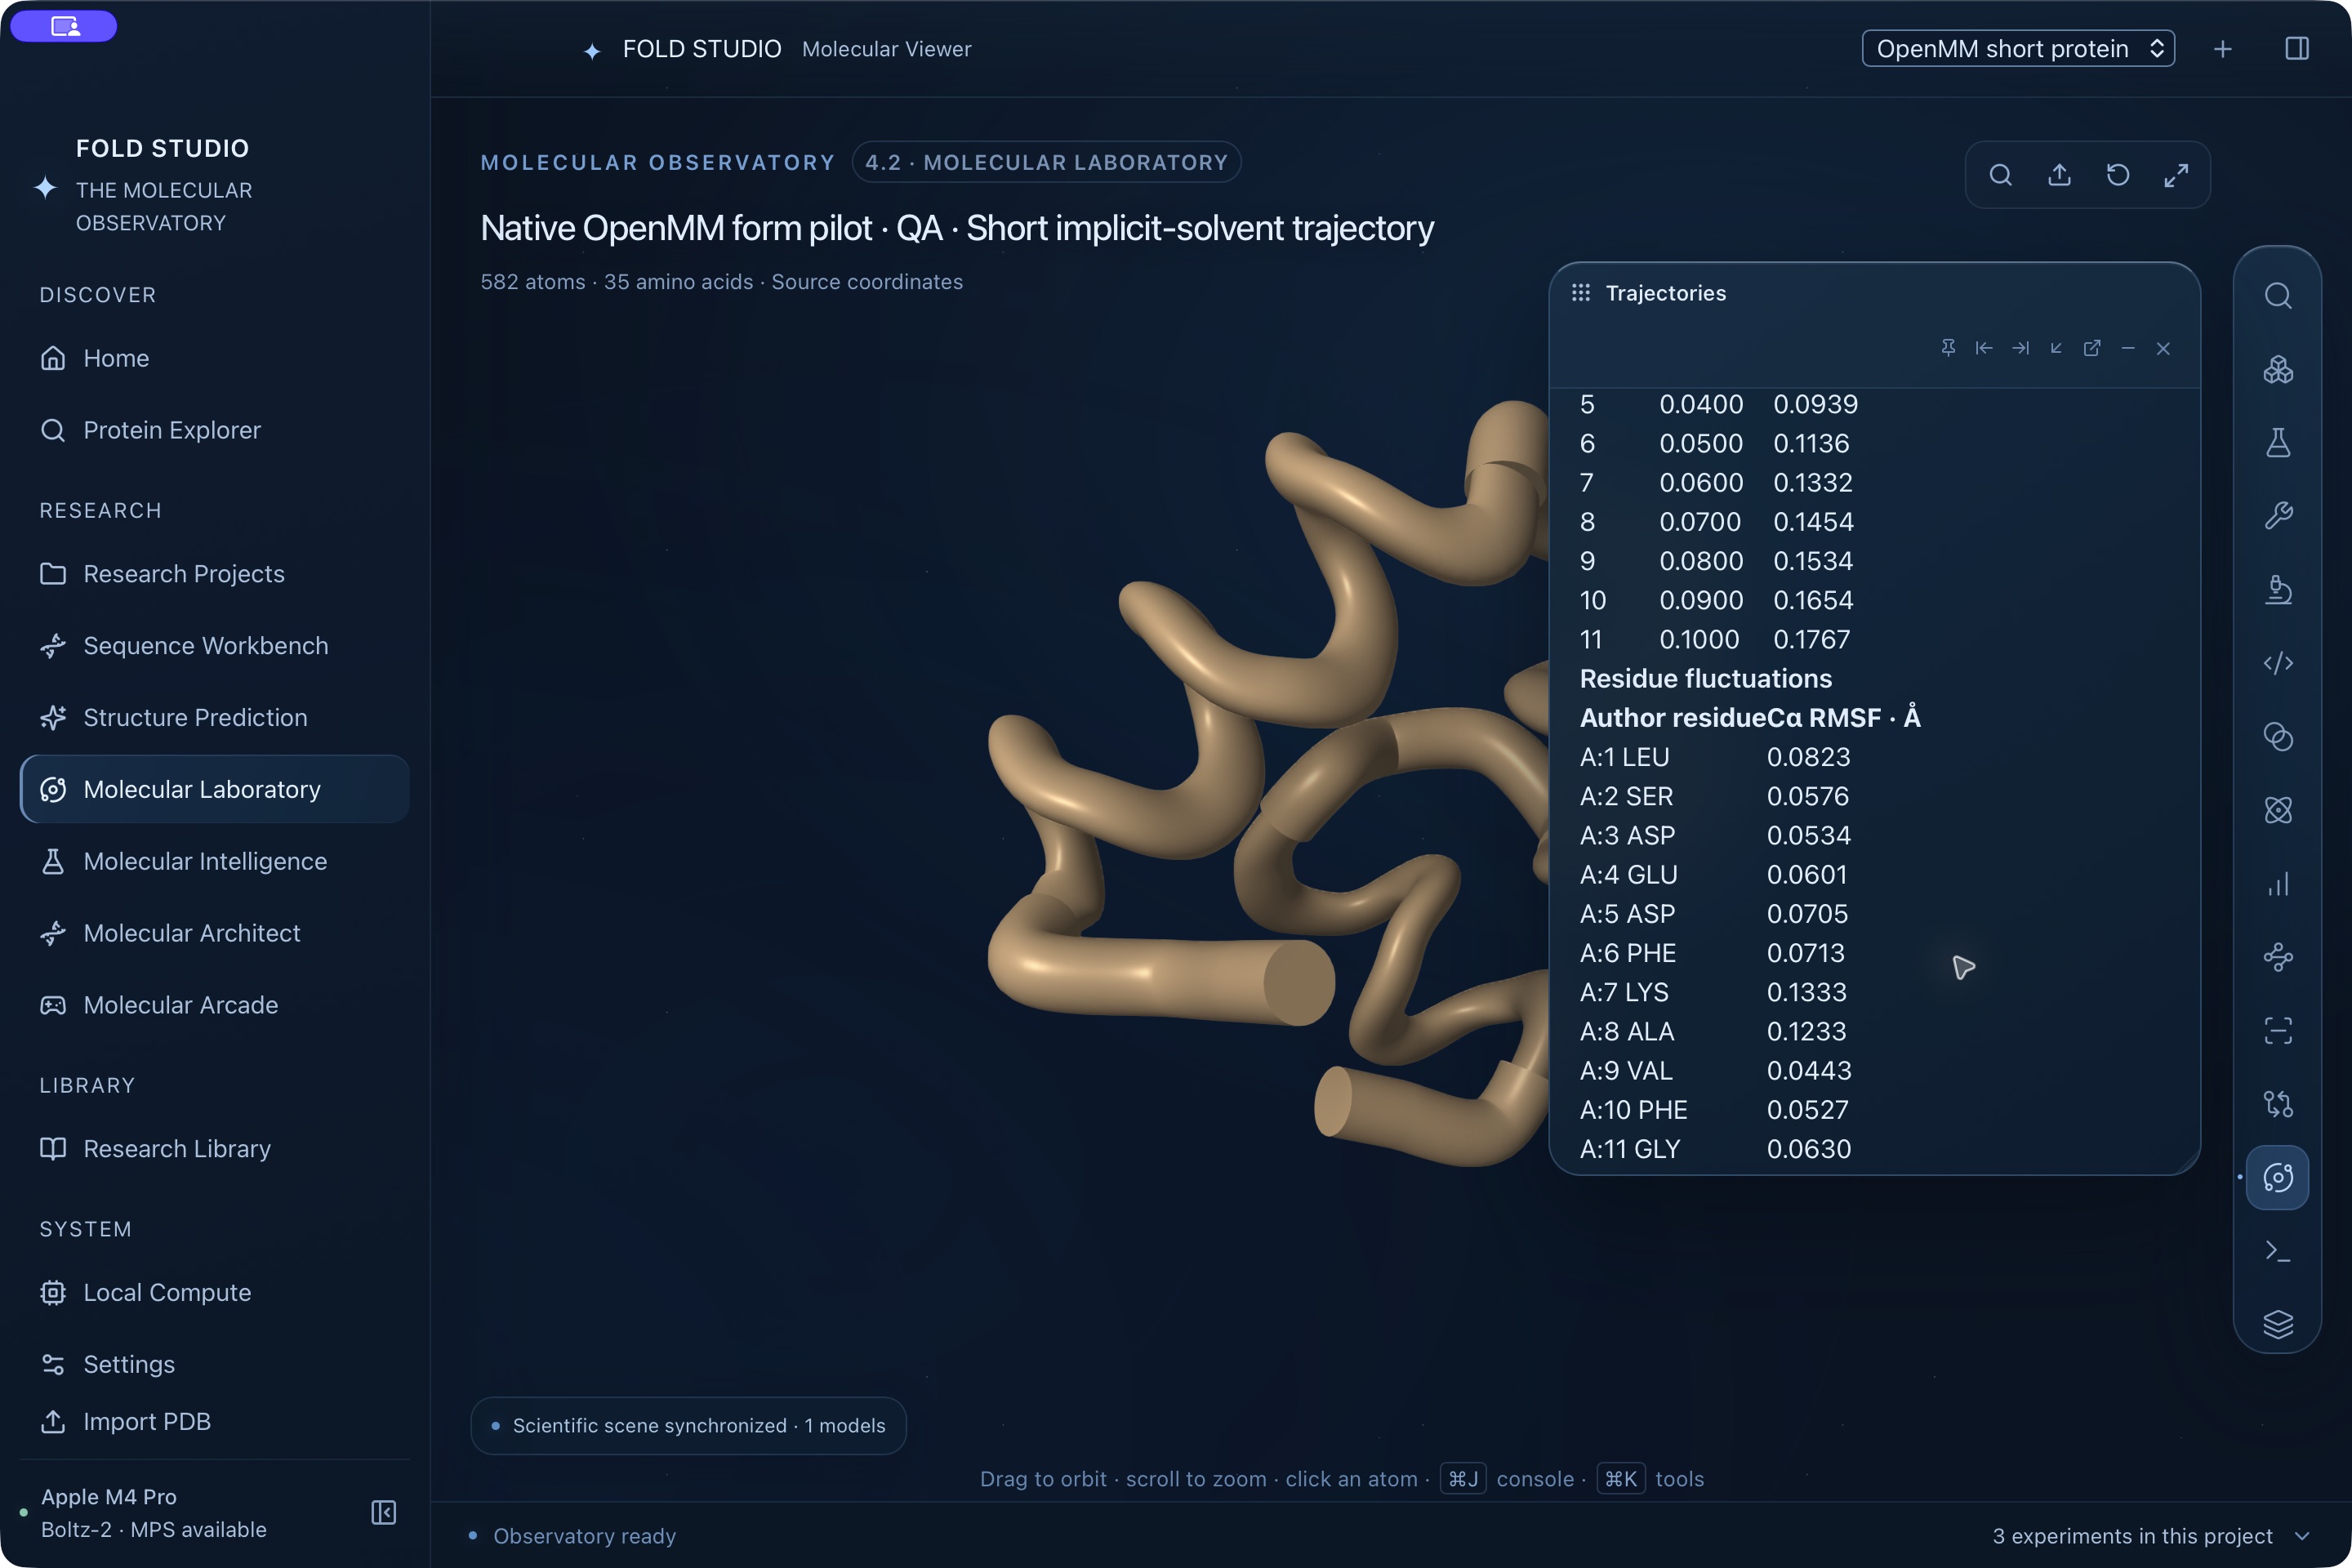 FOLD STUDIO
THE MOLECULAR
OBSERVATORY
DISCOVER
Home
Protein Explorer
RESEARCH
Research Projects
Sequence Workbench
Structure Prediction
Molecular Laboratory
Molecular Intelligence
Molecular Architect
Molecular Arcade
LIBRARY
Research Library
SYSTEM
Local Compute
Settings
Import PDB
Apple M4 Pro
Boltz-2 · MPS available
FOLD STUDIO Molecular Viewer
OpenMM short protein
MOLECULAR OBSERVATORY 4.2 · MOLECULAR LABORATORY
Native OpenMM form pilot · QA · Short implicit-solvent trajectory
582 atoms · 35 amino acids · Source coordinates
Trajectories
5 0.0400 0.0939
6 0.0500 0.1136
7 0.0600 0.1332
8 0.0700 0.1454
9 0.0800 0.1534
10 0.0900 0.1654
11 0.1000 0.1767
Residue fluctuations
Author residueCα RMSF · Å
A:1 LEU 0.0823
A:2 SER 0.0576
A:3 ASP 0.0534
A:4 GLU 0.0601
A:5 ASP 0.0705
A:6 PHE 0.0713
A:7 LYS 0.1333
A:8 ALA 0.1233
A:9 VAL 0.0443
A:10 PHE 0.0527
A:11 GLY 0.0630
Scientific scene synchronized · 1 models
Drag to orbit · scroll to zoom · click an atom · ⌘J console · ⌘K tools
Observatory ready
3 experiments in this project